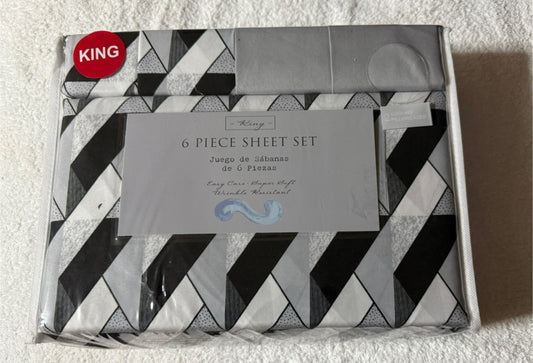 KING
- King -
6 PIECE SHEET SET
Juego de Sábanas
de 6 Piezas
Easy Care · Super Soft
Wrinkle Resistant